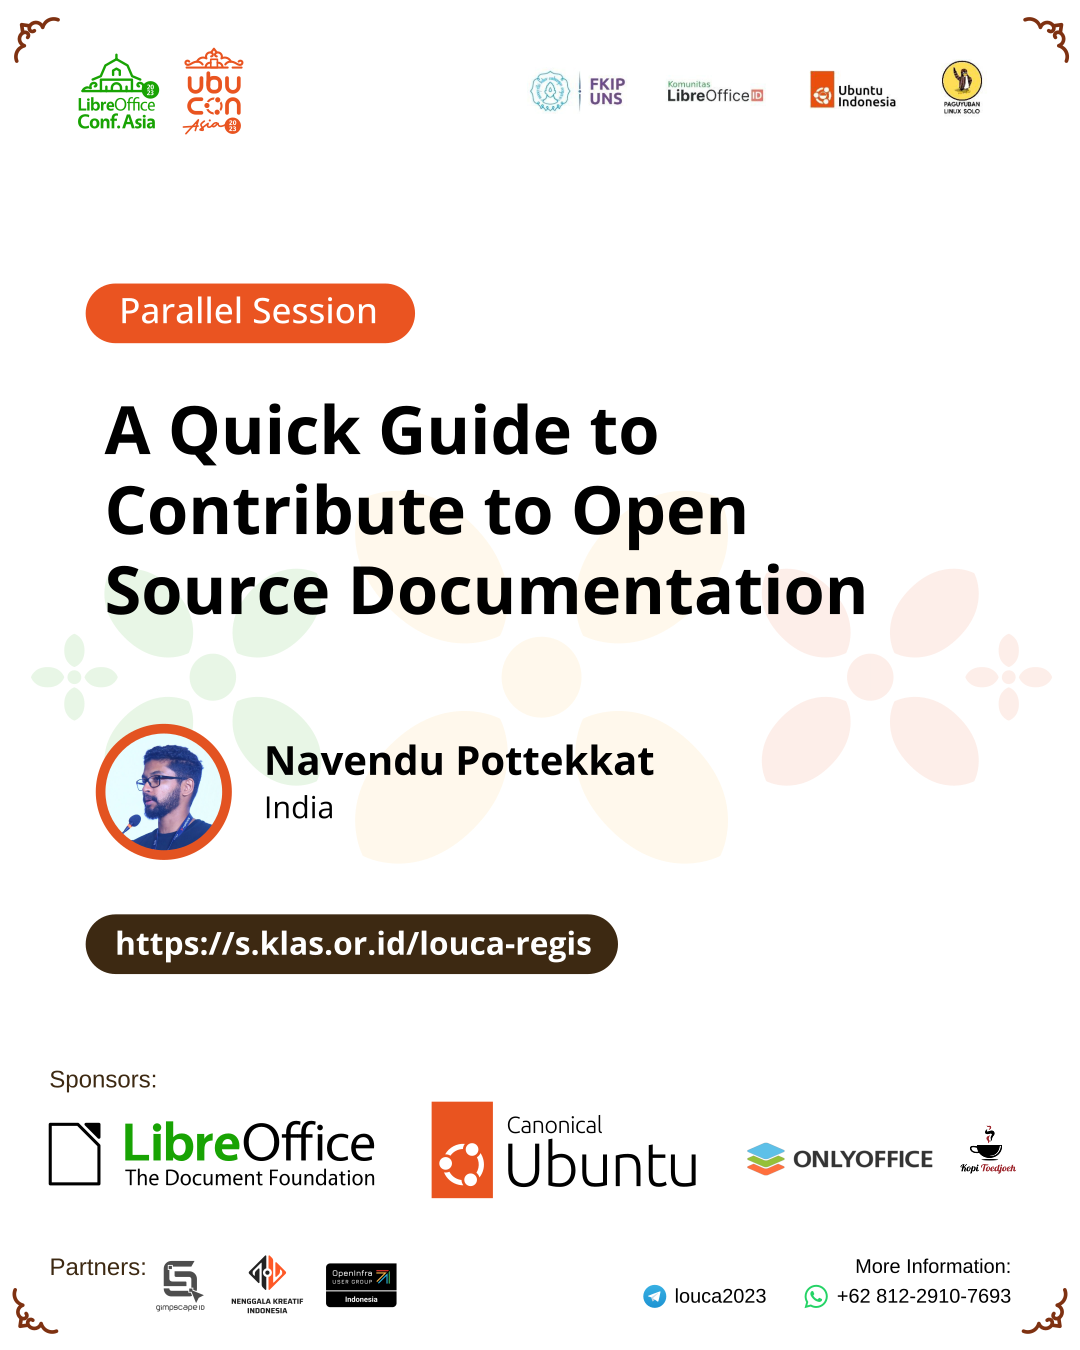 LibreOffice
Conf. Asia
2023
ubu
con
Asia 2023
FKIP
UNS
Komunitas
LibreOffice ID
Ubuntu
Indonesia
PAGUYUBAN
LINUX SOLO
Parallel Session
A Quick Guide to
Contribute to Open
Source Documentation
Navendu Pottekkat
India
https://s.klas.or.id/louca-regis
Sponsors:
LibreOffice
The Document Foundation
Canonical
Ubuntu
ONLYOFFICE
Kopi Toedjoeh
Partners:
gimpscape ID
NENGGALA KREATIF
INDONESIA
OpenInfra
USER GROUP
Indonesia
More Information:
louca2023
+62 812-2910-7693